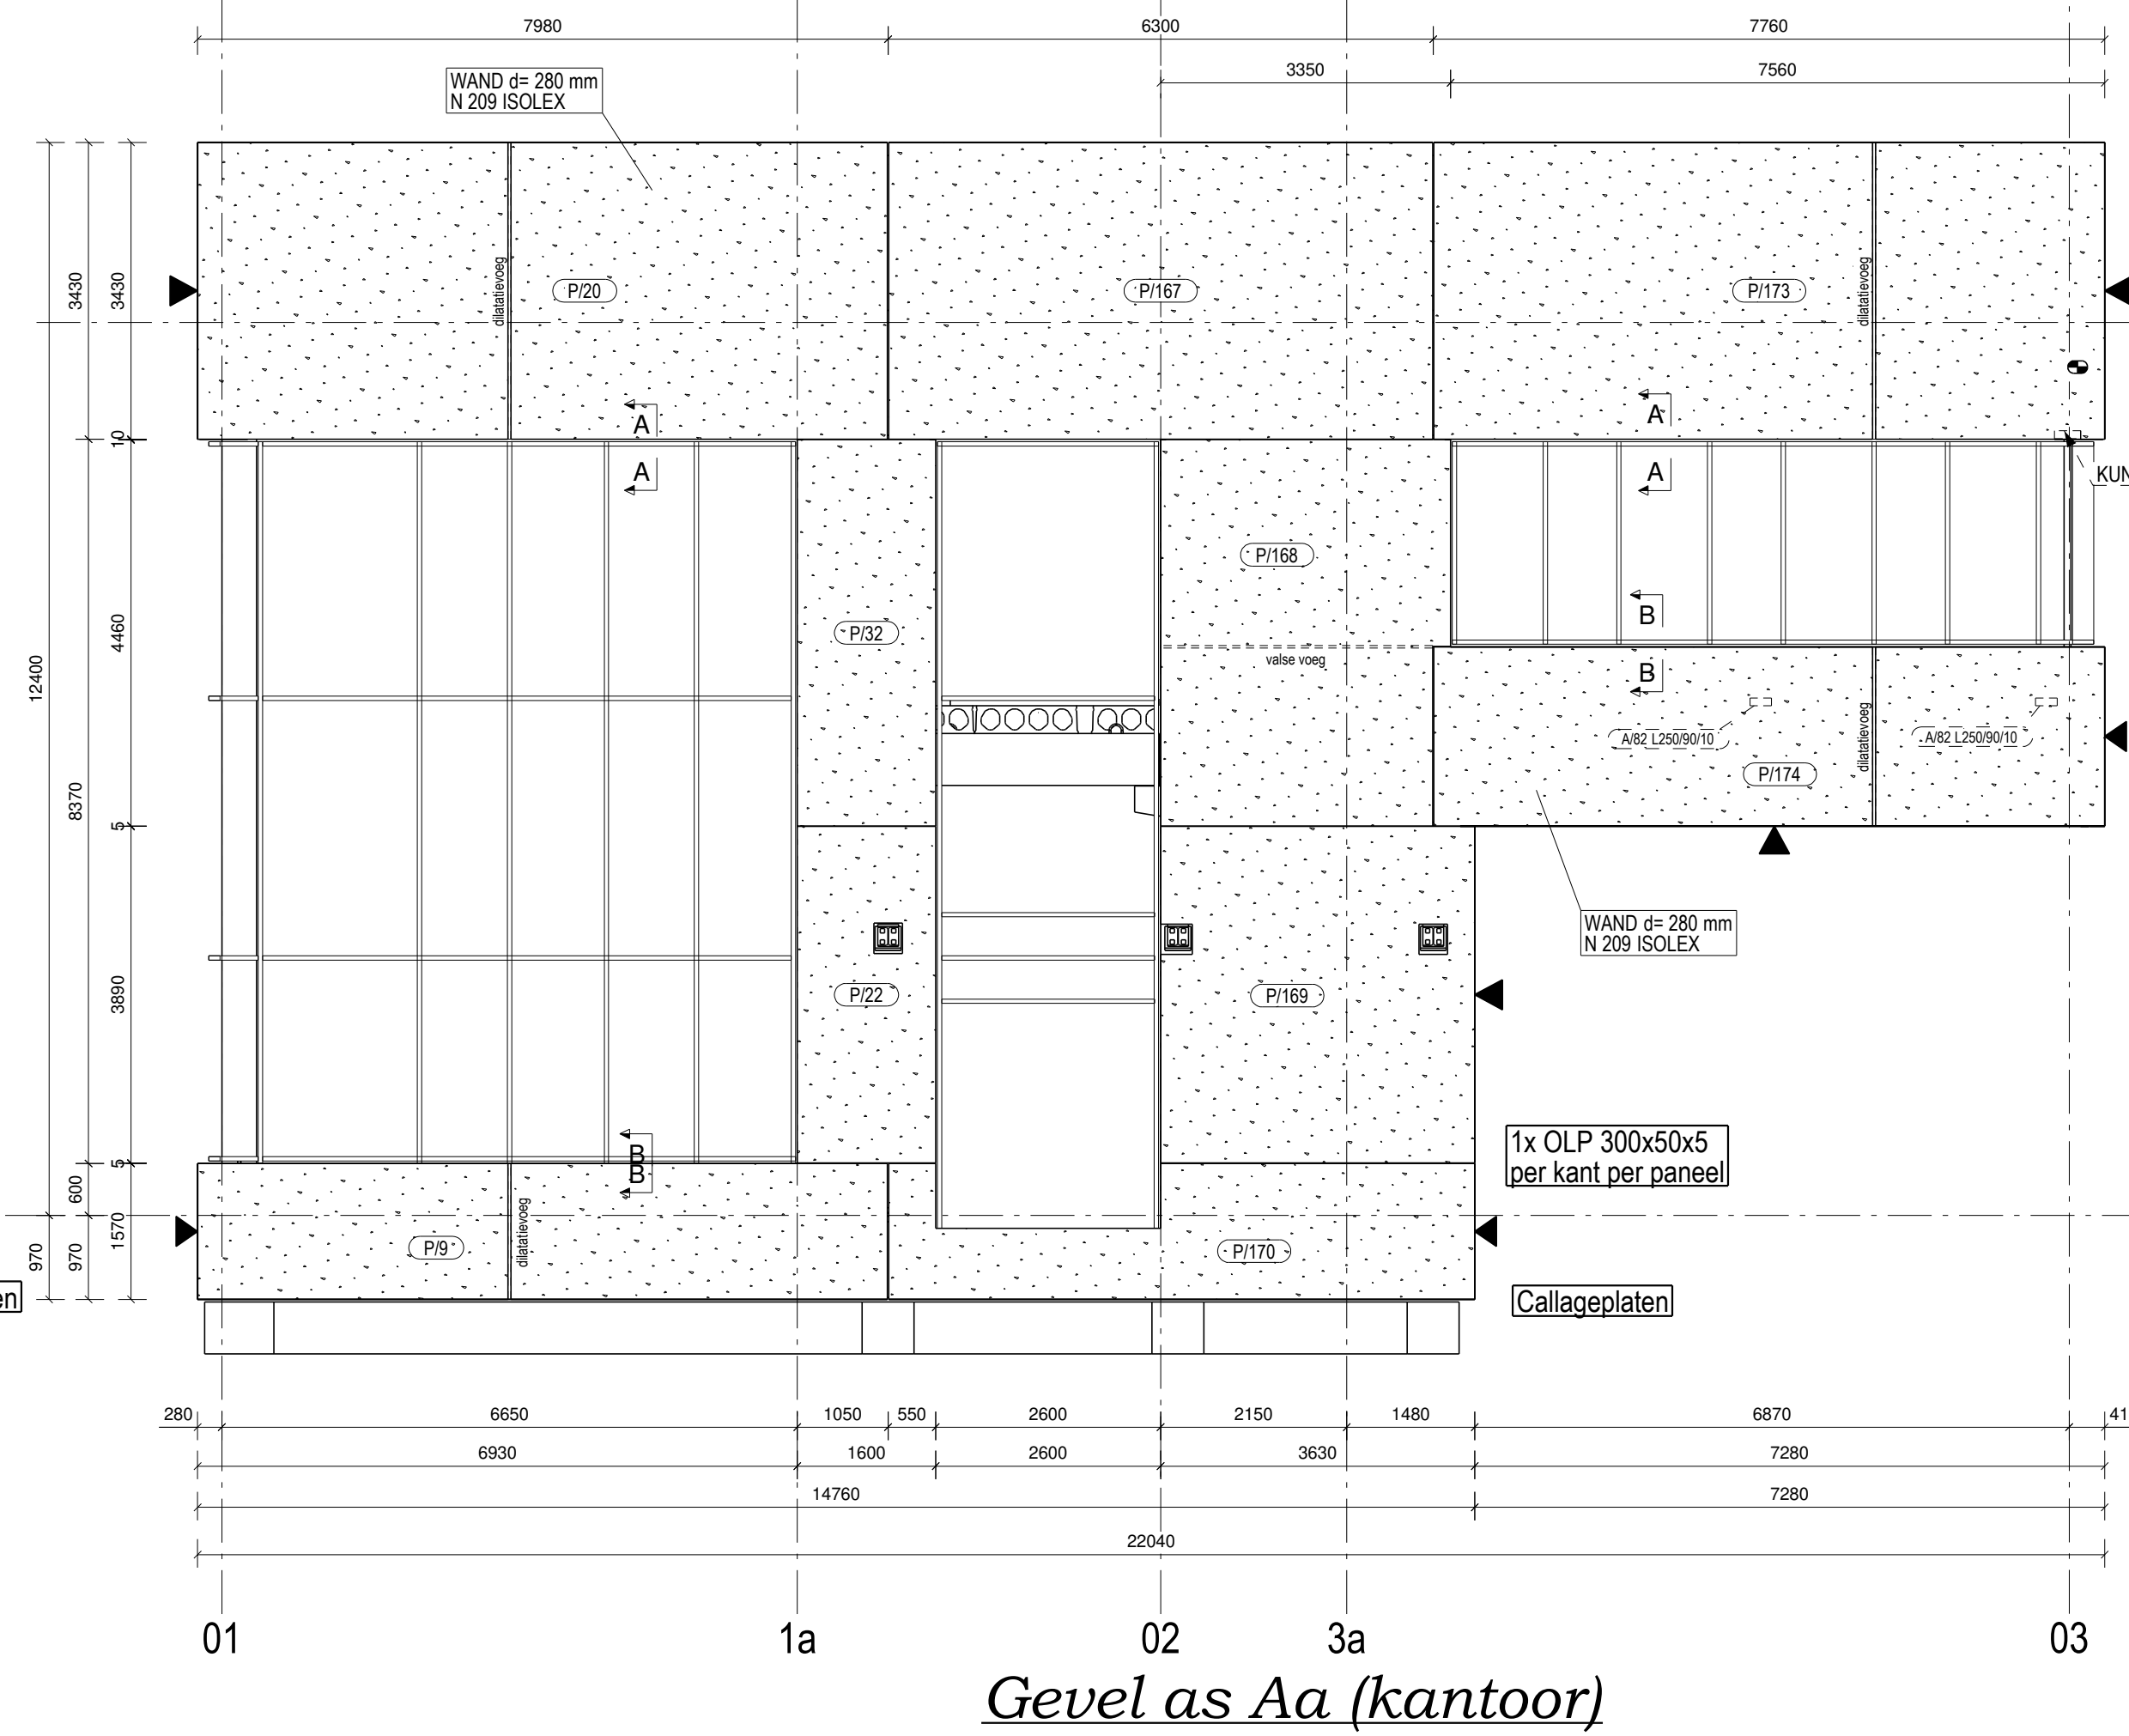 7980
6300
7760
3350
7560
WAND d= 280 mm
N 209 ISOLEX
3430
3430
dilatatievoeg
P/20
P/167
P/173
dilatatievoeg
A
A
10
A
A
KUN
P/168
4460
B
P/32
valse voeg
12400
B
A/82 L250/90/10
A/82 L250/90/10
dilatatievoeg
P/174
8370
5
WAND d= 280 mm
N 209 ISOLEX
3890
P/22
P/169
1x OLP 300x50x5
per kant per paneel
B
5
B
600
1570
dilatatievoeg
P/9
P/170
970
970
en
Callageplaten
280
6650
1050
550
2600
2150
1480
6870
41
6930
1600
2600
3630
7280
14760
7280
22040
01
1a
02
3a
03
Gevel as Aa (kantoor)